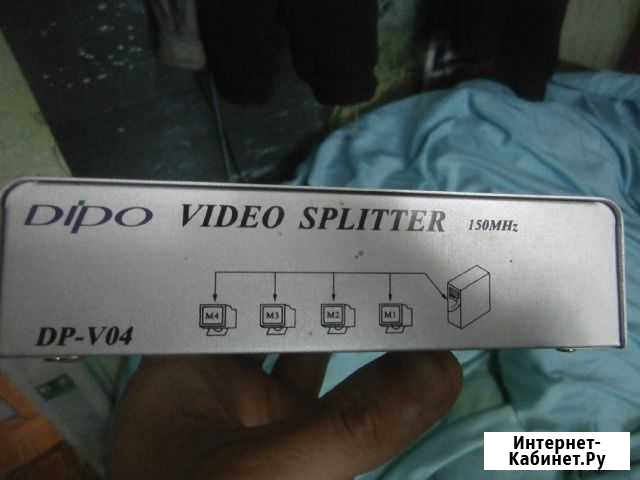 Dipo VIDEO SPLITTER 150MHz
M4 M3 M2 M1
DP-V04
Интернет-
Кабинет.Ру